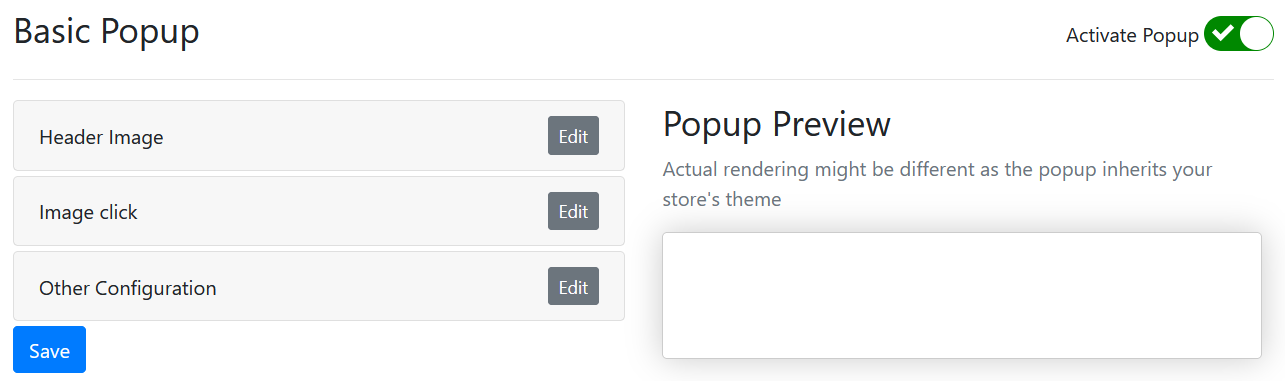 Basic Popup
Activate Popup
Header Image
Edit
Image click
Edit
Other Configuration
Edit
Save
Popup Preview
Actual rendering might be different as the popup inherits your
store's theme